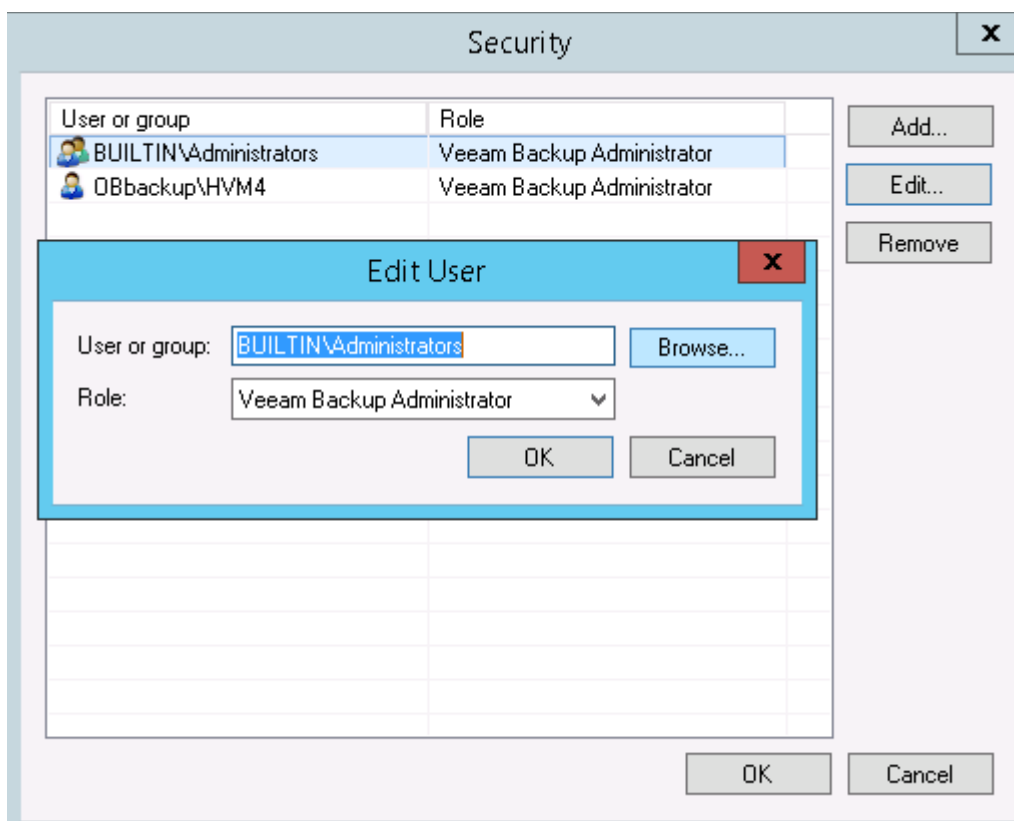 Security
x
User or group Role
BUILTIN\Administrators Veeam Backup Administrator
OBbackup\HVM4 Veeam Backup Administrator
Add...
Edit...
Remove
Edit User
x
User or group: BUILTIN\Administrators Browse...
Role: Veeam Backup Administrator
OK Cancel
OK Cancel